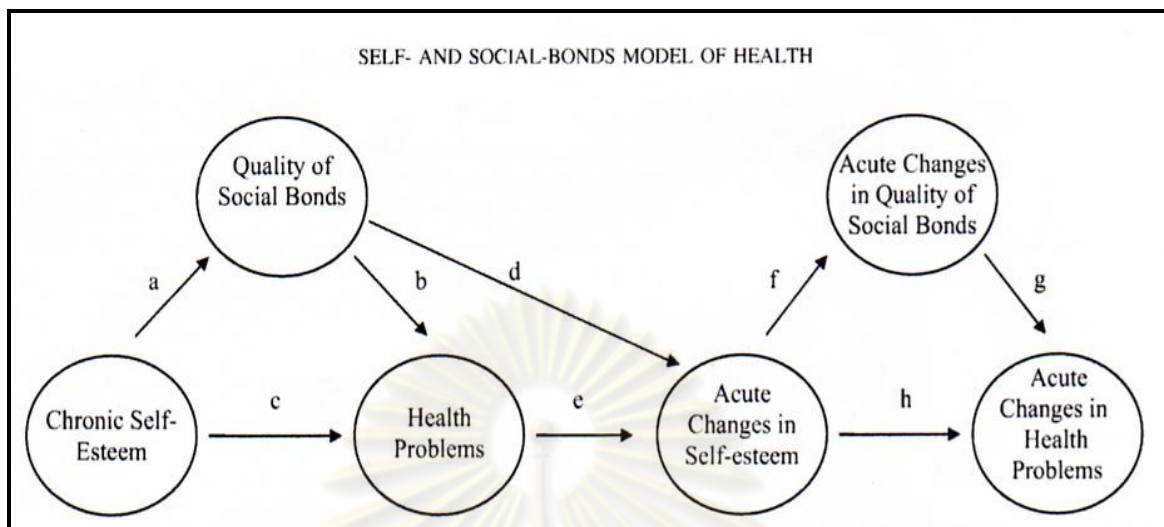 SELF- AND SOCIAL-BONDS MODEL OF HEALTH
Quality of
Social Bonds
Acute Changes
in Quality of
Social Bonds
a
b
d
f
g
Chronic Self-
Esteem
c
Health
Problems
e
Acute
Changes in
Self-esteem
h
Acute
Changes in
Health
Problems